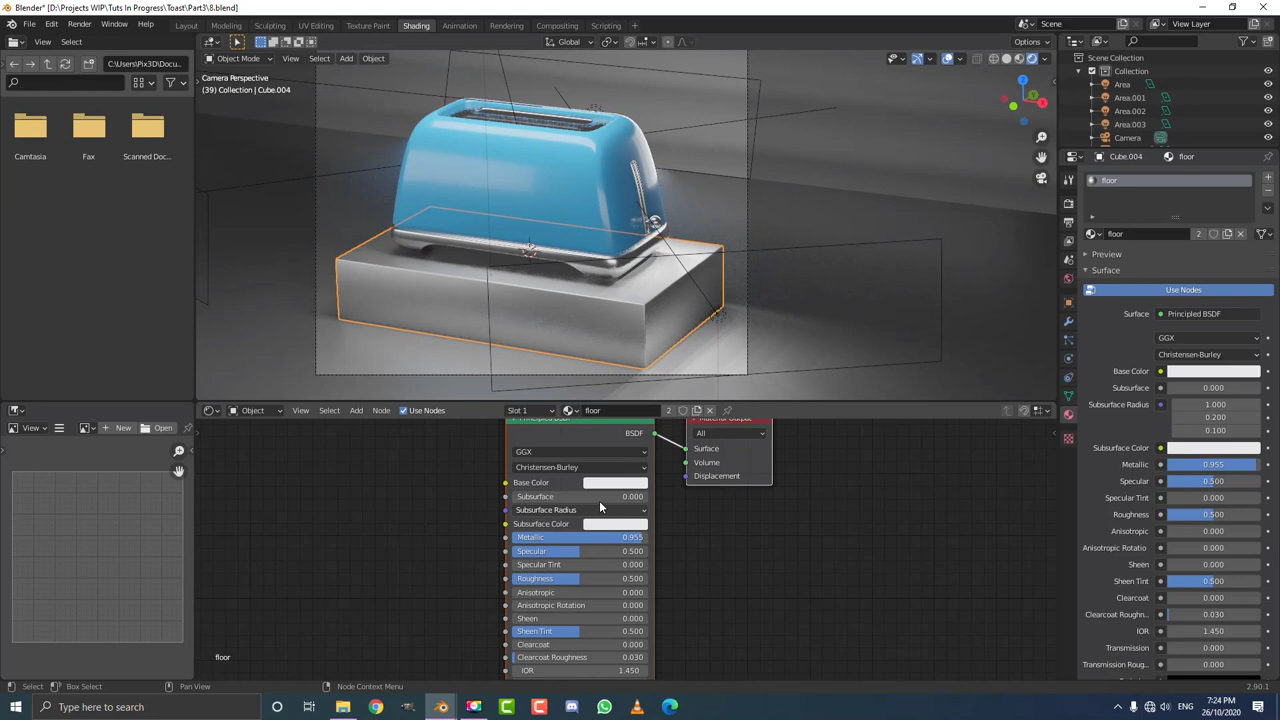 Blender* [D:\Projects WIP\Tuts In Progress\Toast\Part3\8.blend]
File Edit Render Window Help Layout Modeling Sculpting UV Editing Texture Paint Shading Animation Rendering Compositing Scripting Scene View Layer
View Select Global Options
Object Mode View Select Add Object
C:\Users\Pix3D\Docu...
Camtasia Fax Scanned Doc...
Camera Perspective
(39) Collection | Cube.004
X
Scene Collection
Collection
Area
Area.001
Area.002
Area.003
Camera
Cube.004 floor
floor
floor 2
Preview
Surface
Use Nodes
Surface Principled BSDF
GGX
Christensen-Burley
Base Color
Subsurface 0.000
Subsurface Radius 1.000
0.200
0.100
Subsurface Color
Metallic 0.955
Specular 0.500
Specular Tint 0.000
Roughness 0.500
Anisotropic 0.000
Anisotropic Rotatio 0.000
Sheen 0.000
Sheen Tint 0.500
Clearcoat 0.000
Clearcoat Roughn... 0.030
IOR 1.450
Transmission 0.000
Transmission Roug... 0.000
Object View Select Add Node Use Nodes Slot 1 floor 2
View New Open
BSDF
GGX
Christensen-Burley
Base Color
Subsurface 0.000
Subsurface Radius
Subsurface Color
Metallic 0.955
Specular 0.500
Specular Tint 0.000
Roughness 0.500
Anisotropic 0.000
Anisotropic Rotation 0.000
Sheen 0.000
Sheen Tint 0.500
Clearcoat 0.000
Clearcoat Roughness 0.030
IOR 1.450
Material Output
All
Surface
Volume
Displacement
floor
Select Box Select Pan View Node Context Menu 2.90.1
Type here to search
ENG
7:24 PM
26/10/2020